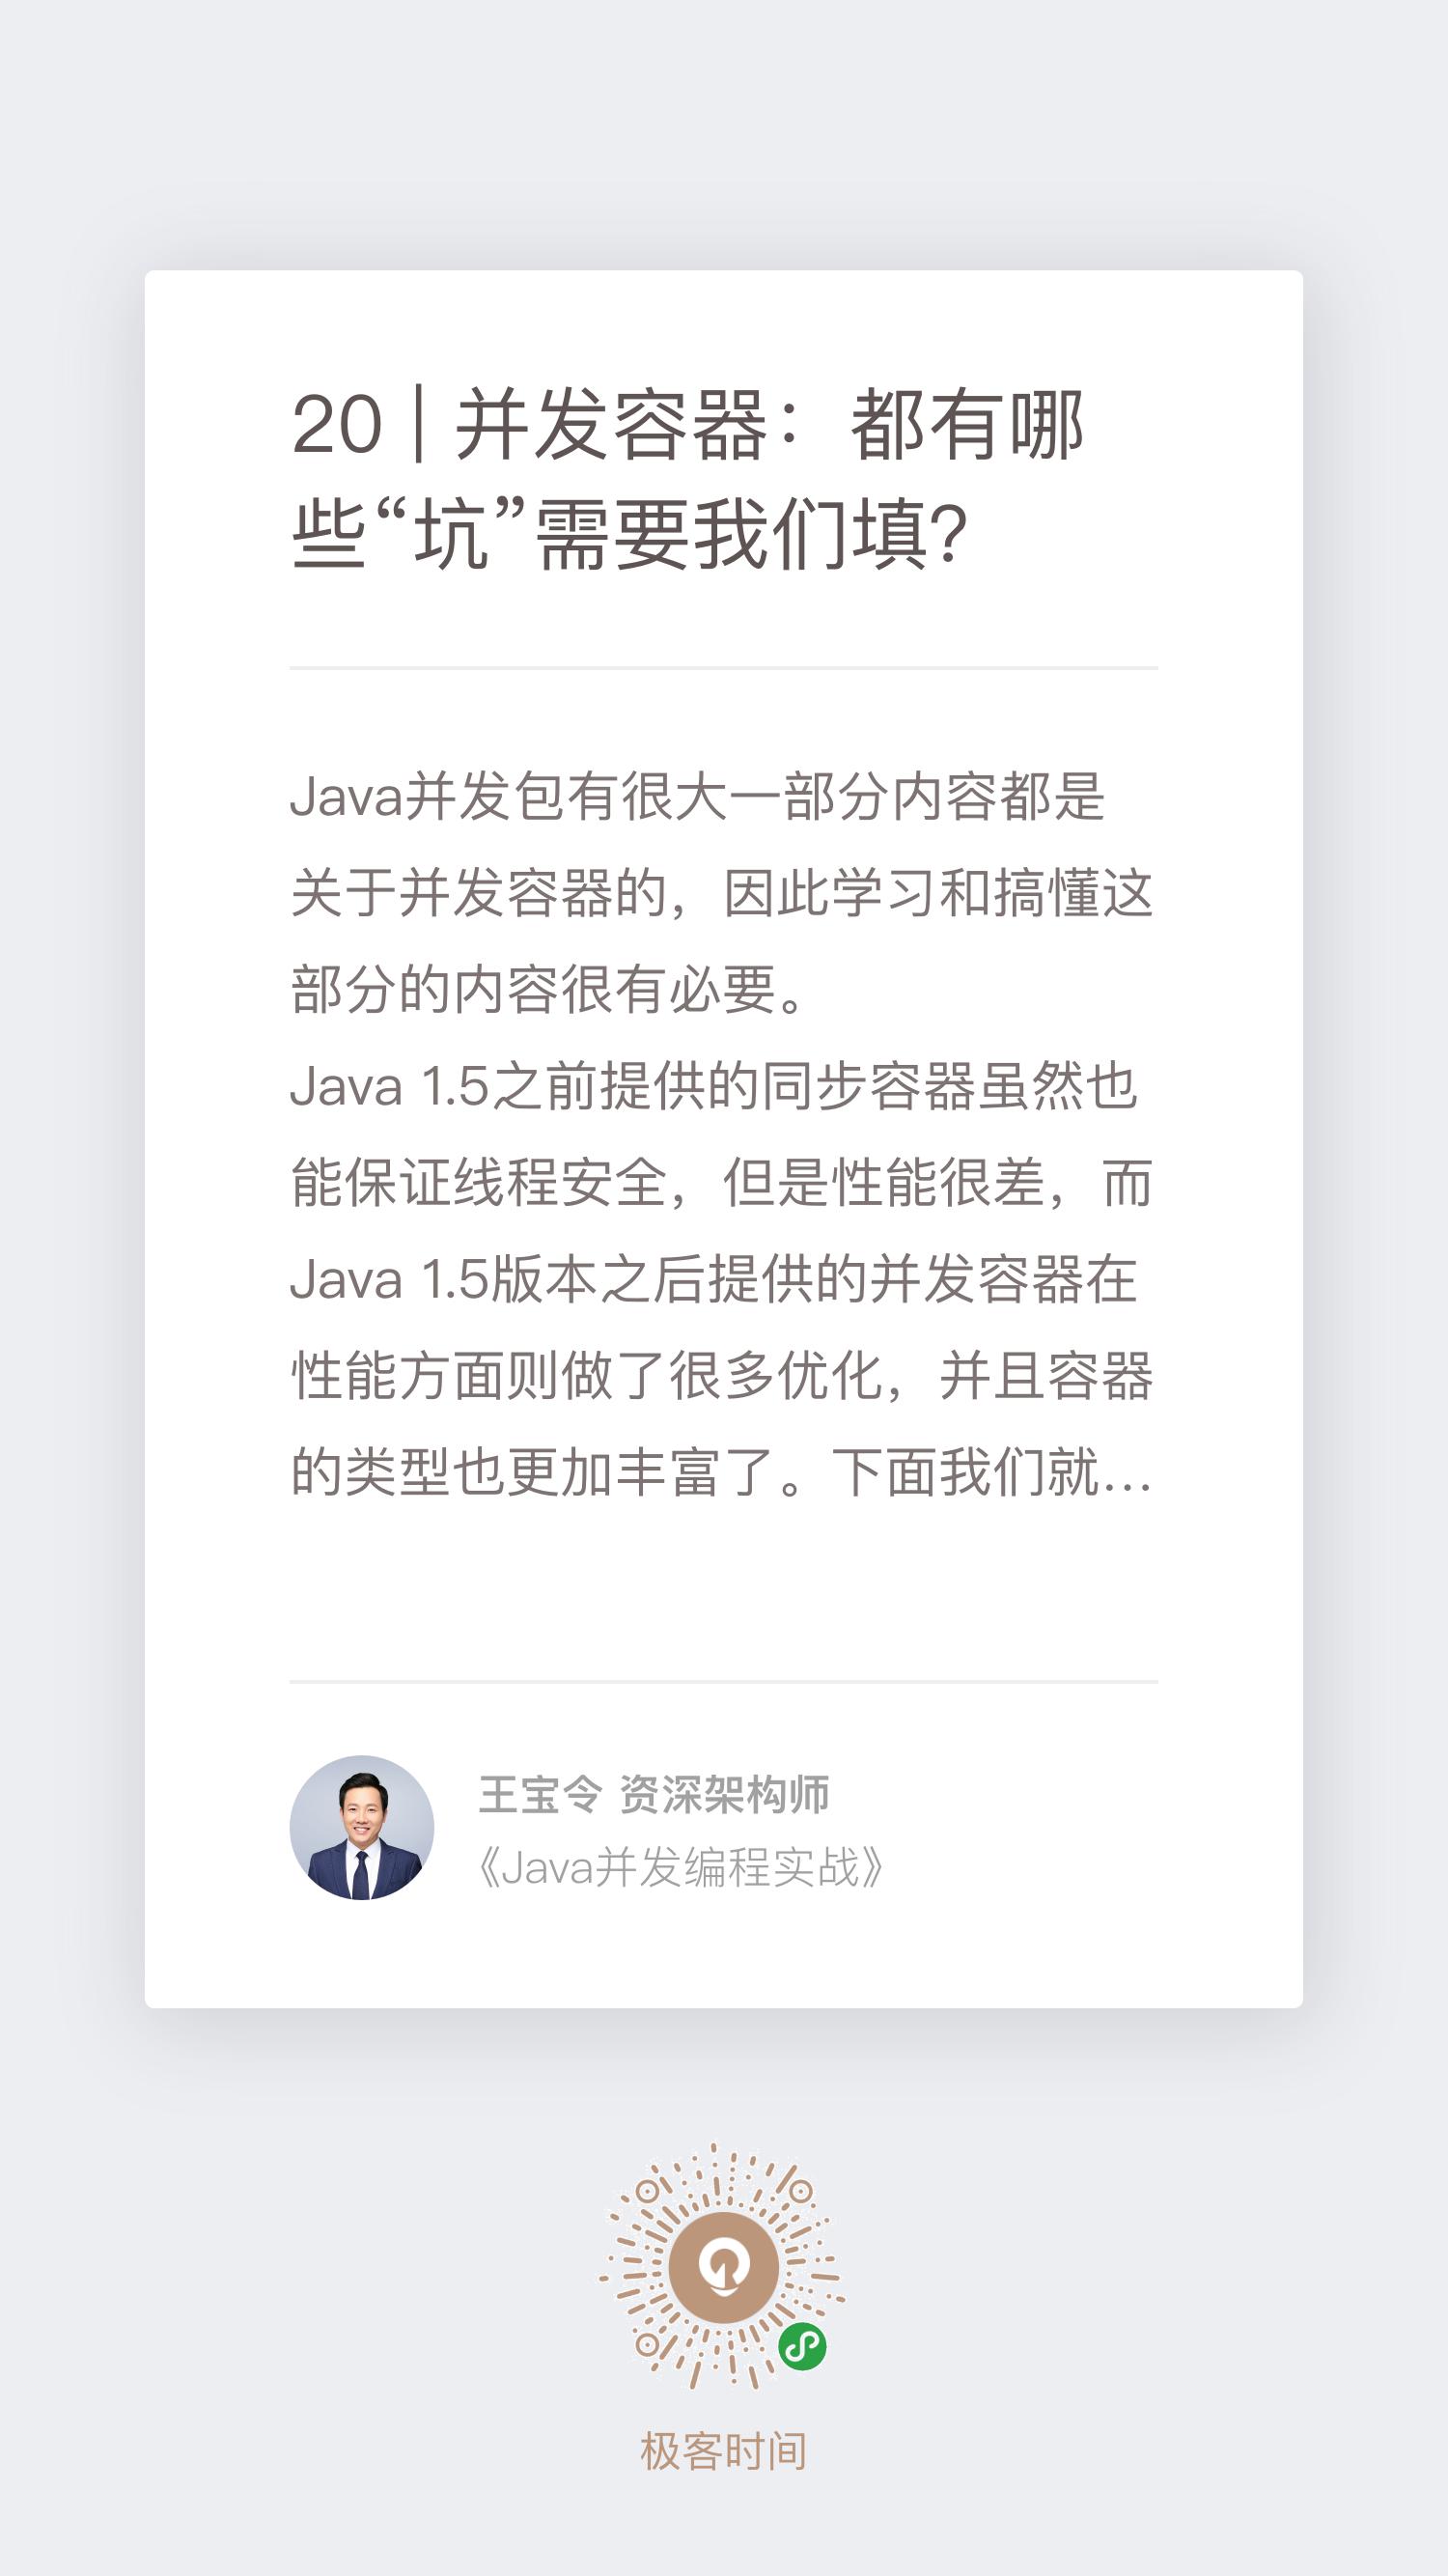 20 | 并发容器：都有哪
些“坑”需要我们填？
Java并发包有很大一部分内容都是
关于并发容器的，因此学习和搞懂这
部分的内容很有必要。
Java 1.5之前提供的同步容器虽然也
能保证线程安全，但是性能很差，而
Java 1.5版本之后提供的并发容器在
性能方面则做了很多优化，并且容器
的类型也更加丰富了。下面我们就…
王宝令 资深架构师
《Java并发编程实战》
极客时间